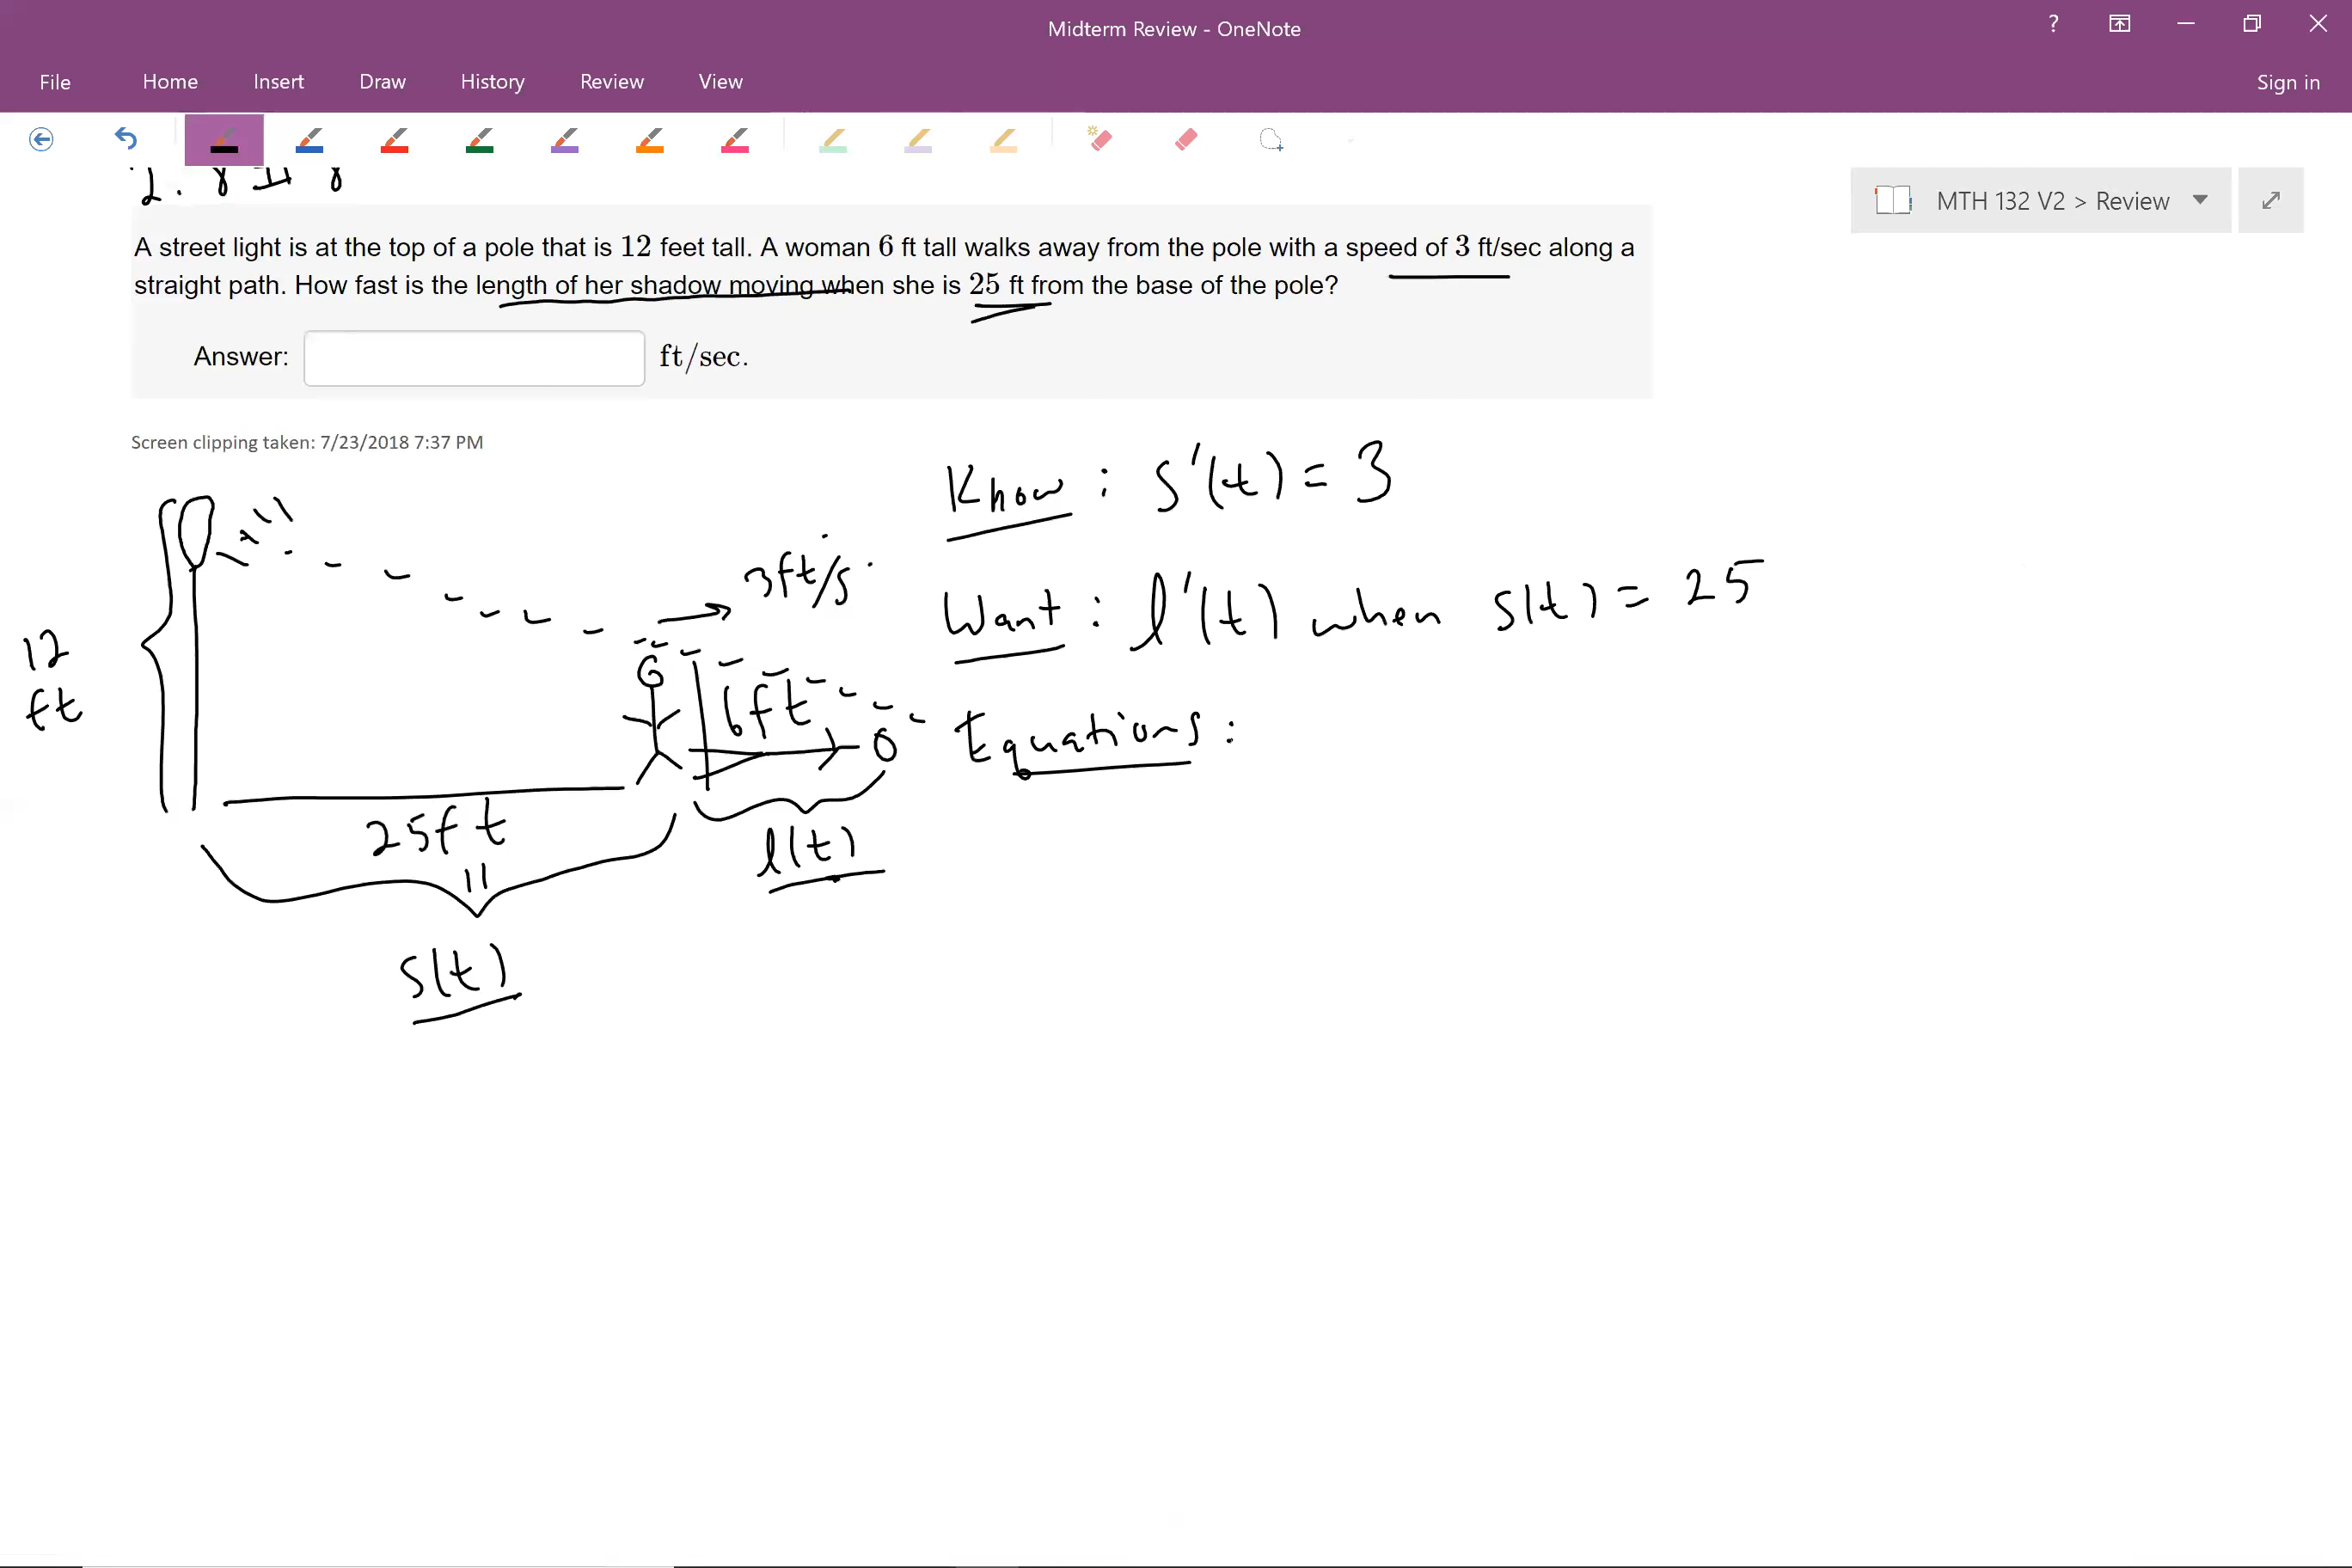 Midterm Review - OneNote
?
File Home Insert Draw History Review View
Sign in
MTH 132 V2 > Review
A street light is at the top of a pole that is 12 feet tall. A woman 6 ft tall walks away from the pole with a speed of 3 ft/sec along a
straight path. How fast is the length of her shadow moving when she is 25 ft from the base of the pole?
Answer: ft/sec.
Screen clipping taken: 7/23/2018 7:37 PM
Know: s'(t) = 3
3ft/s
Want: l'(t) when s(t) = 25
12
ft
6ft
Equations:
25ft
l(t)
=
s(t)